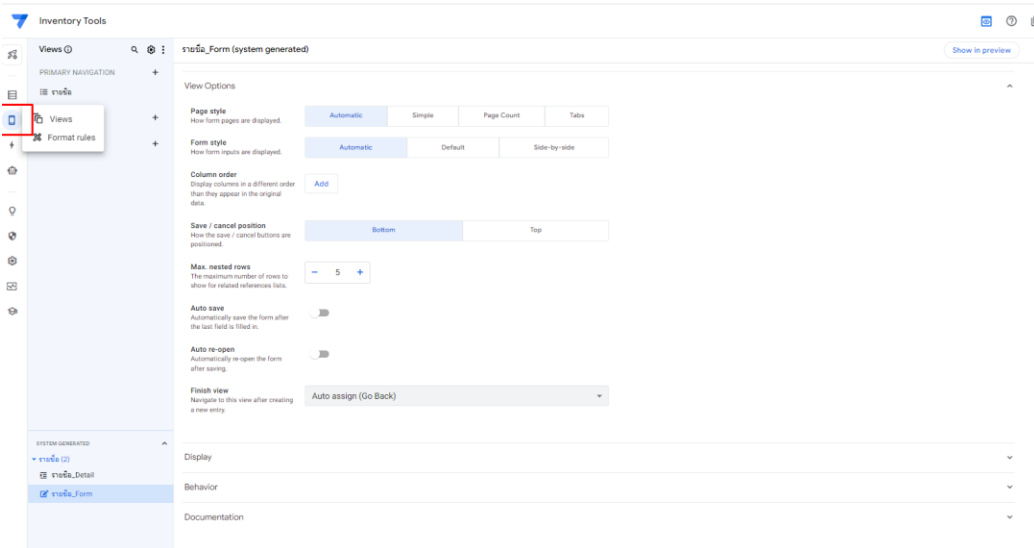 Inventory Tools
Views
รายชื่อ_Form (system generated)
Show in preview
PRIMARY NAVIGATION
รายชื่อ
Views
Format rules
View Options
Page style
How form pages are displayed.
Automatic
Simple
Page Count
Tabs
Form style
How form inputs are displayed.
Automatic
Default
Side-by-side
Column order
Display columns in a different order
than they appear in the original
data.
Add
Save / cancel position
How the save / cancel buttons are
positioned.
Bottom
Top
Max. nested rows
The maximum number of rows to
show for related references lists.
5
Auto save
Automatically save the form after
the last field is filled in.
Auto re-open
Automatically re-open the form
after saving.
Finish view
Navigate to this view after creating
a new entry.
Auto assign (Go Back)
SYSTEM GENERATED
รายชื่อ (2)
รายชื่อ_Detail
รายชื่อ_Form
Display
Behavior
Documentation